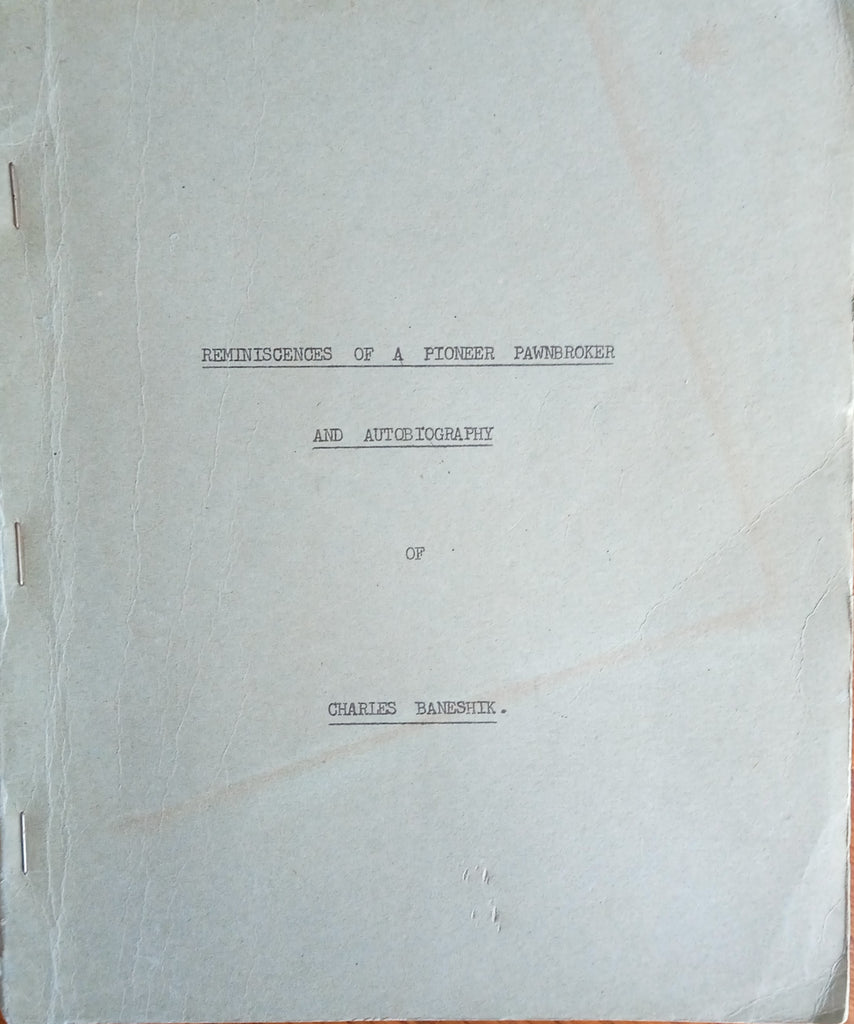 REMINISCENCES OF A PIONEER PAWNBROKER
AND AUTOBIOGRAPHY
OF
CHARLES BANESHIK.